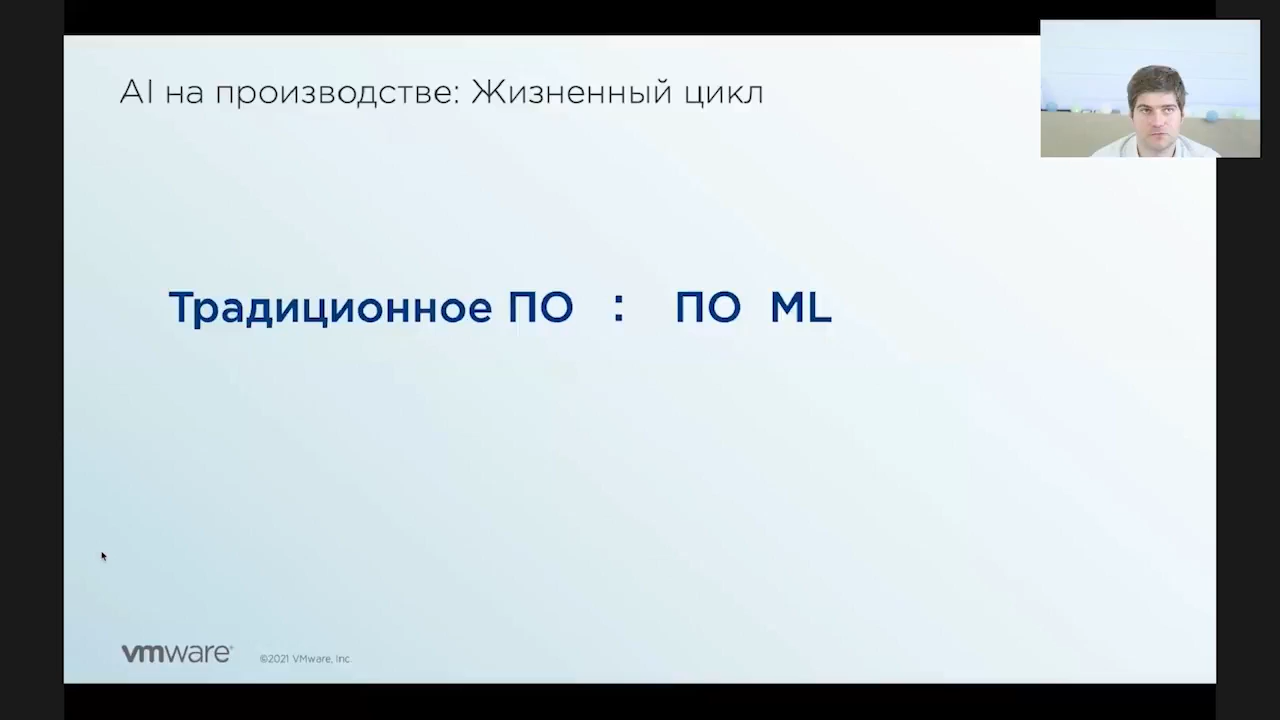 AI на производстве: Жизненный цикл
Традиционное ПО : ПО ML
vmware®
©2021 VMware, Inc.